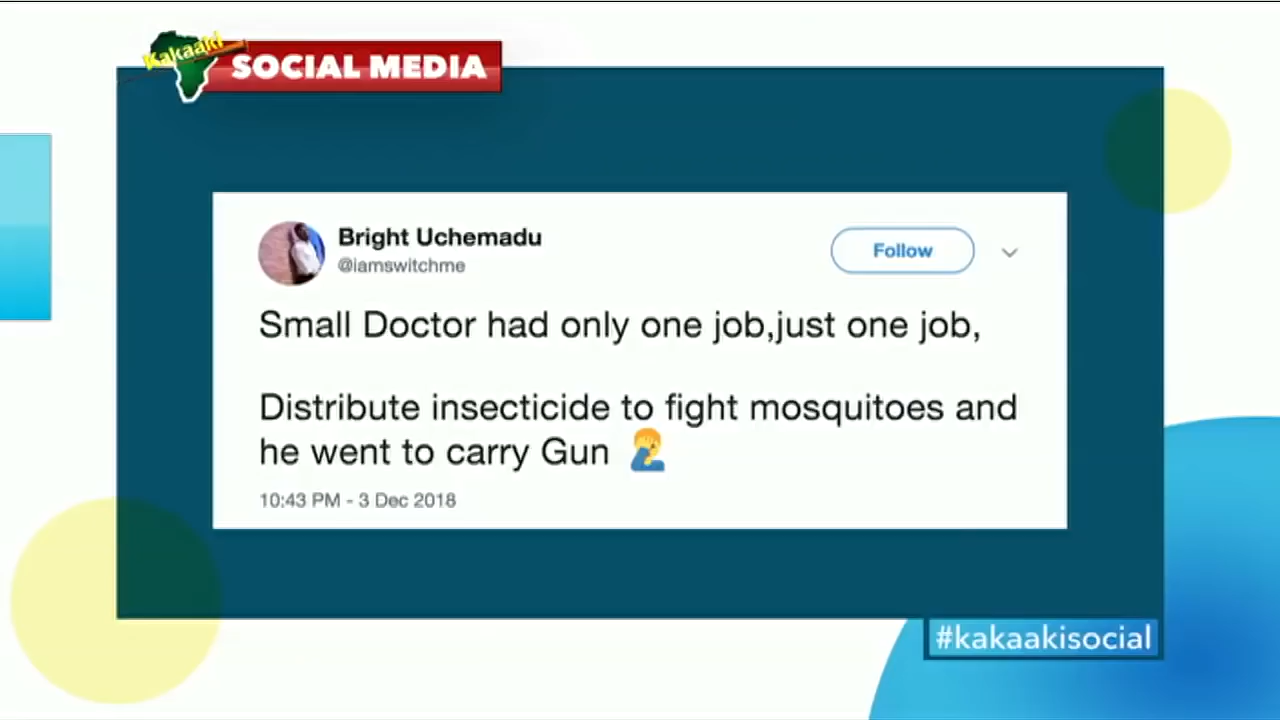 Kakaaki
SOCIAL MEDIA
Bright Uchemadu
@iamswitchme
Follow
Small Doctor had only one job,just one job,
Distribute insecticide to fight mosquitoes and
he went to carry Gun 🤦‍♂️
10:43 PM - 3 Dec 2018
#kakaakisocial